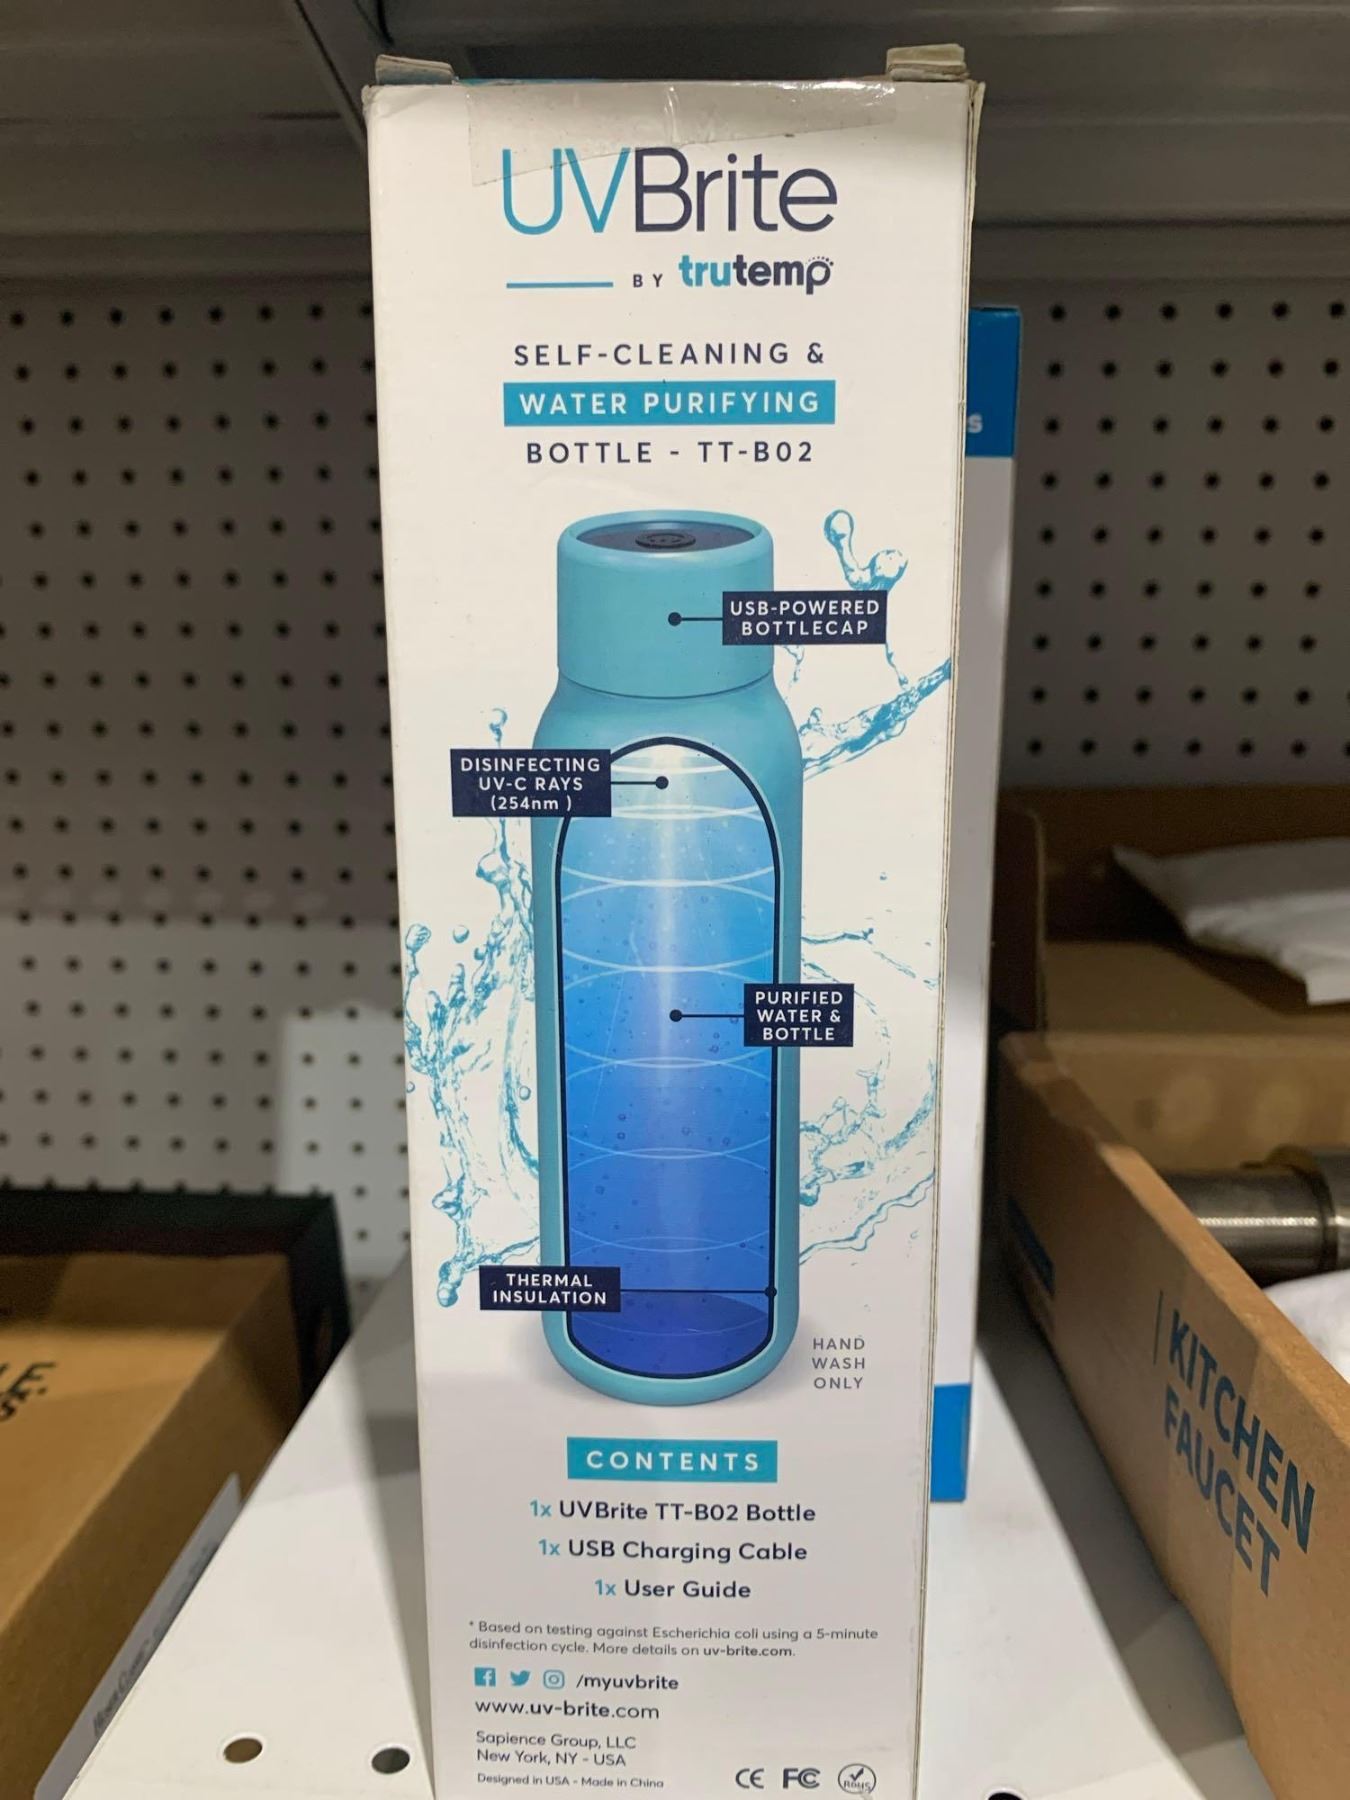 UVBrite
BY trutemp
SELF-CLEANING &
WATER PURIFYING
BOTTLE - TT-B02
USB-POWERED
BOTTLECAP
DISINFECTING
UV-C RAYS
(254nm )
PURIFIED
WATER &
BOTTLE
THERMAL
INSULATION
HAND
WASH
ONLY
CONTENTS
1x UVBrite TT-B02 Bottle
1x USB Charging Cable
1x User Guide
* Based on testing against Escherichia coli using a 5-minute
disinfection cycle. More details on uv-brite.com.
/myuvbrite
www.uv-brite.com
Sapience Group, LLC
New York, NY - USA
Designed in USA - Made in China
CE FC RoHS
KITCHEN
FAUCET